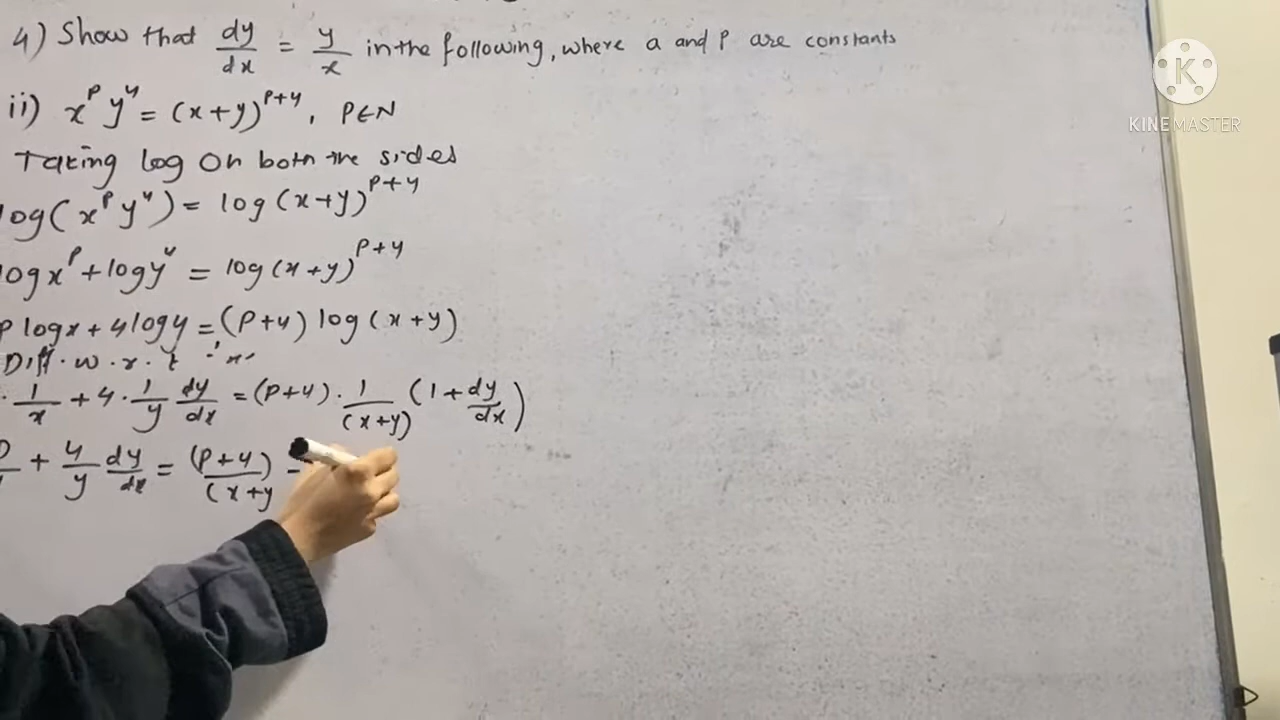 4) Show that dy/dx = y/x in the following, where a and P are constants
ii) x^P y^4 = (x+y)^{P+4}, P∈N
Taking log on both the sides
log(x^P y^4) = log(x+y)^{P+4}
log x^P + log y^4 = log(x+y)^{P+4}
P log x + 4 log y = (P+4) log(x+y)
Diff. w.r.t 'x'
. 1/x + 4 . 1/y dy/dx = (P+4) . 1/(x+y) (1 + dy/dx)
P/x + 4/y dy/dx = (P+4)/(x+y
K
KINEMASTER